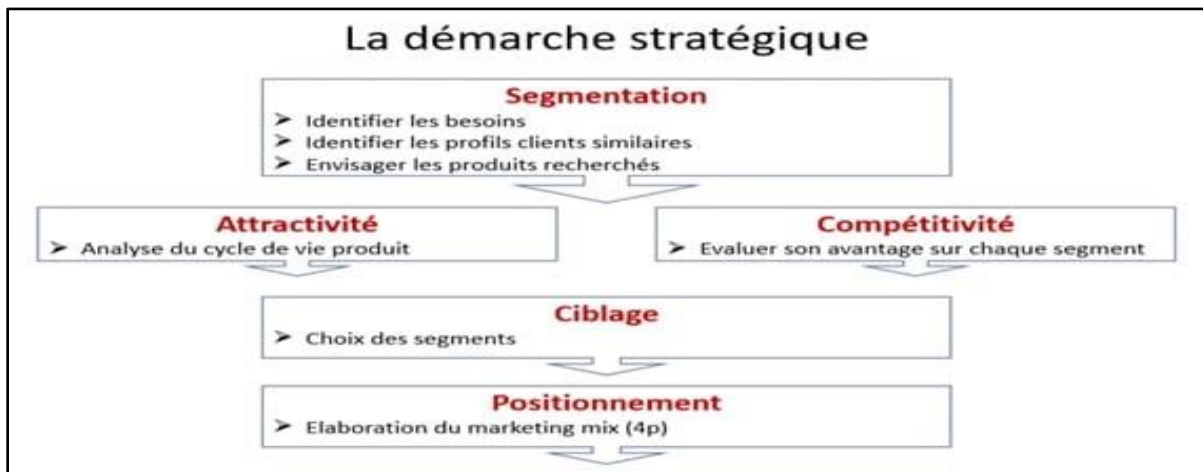 La démarche stratégique
Segmentation
➢ Identifier les besoins
➢ Identifier les profils clients similaires
➢ Envisager les produits recherchés
Attractivité
➢ Analyse du cycle de vie produit
Compétitivité
➢ Evaluer son avantage sur chaque segment
Ciblage
➢ Choix des segments
Positionnement
➢ Elaboration du marketing mix (4p)